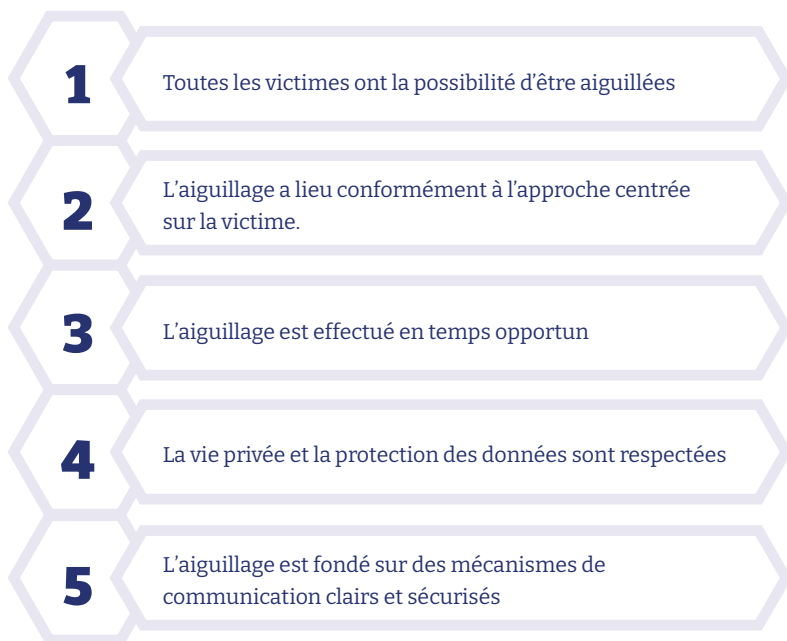 1
Toutes les victimes ont la possibilité d’être aiguillées
2
L’aiguillage a lieu conformément à l’approche centrée
sur la victime.
3
L’aiguillage est effectué en temps opportun
4
La vie privée et la protection des données sont respectées
5
L’aiguillage est fondé sur des mécanismes de
communication clairs et sécurisés